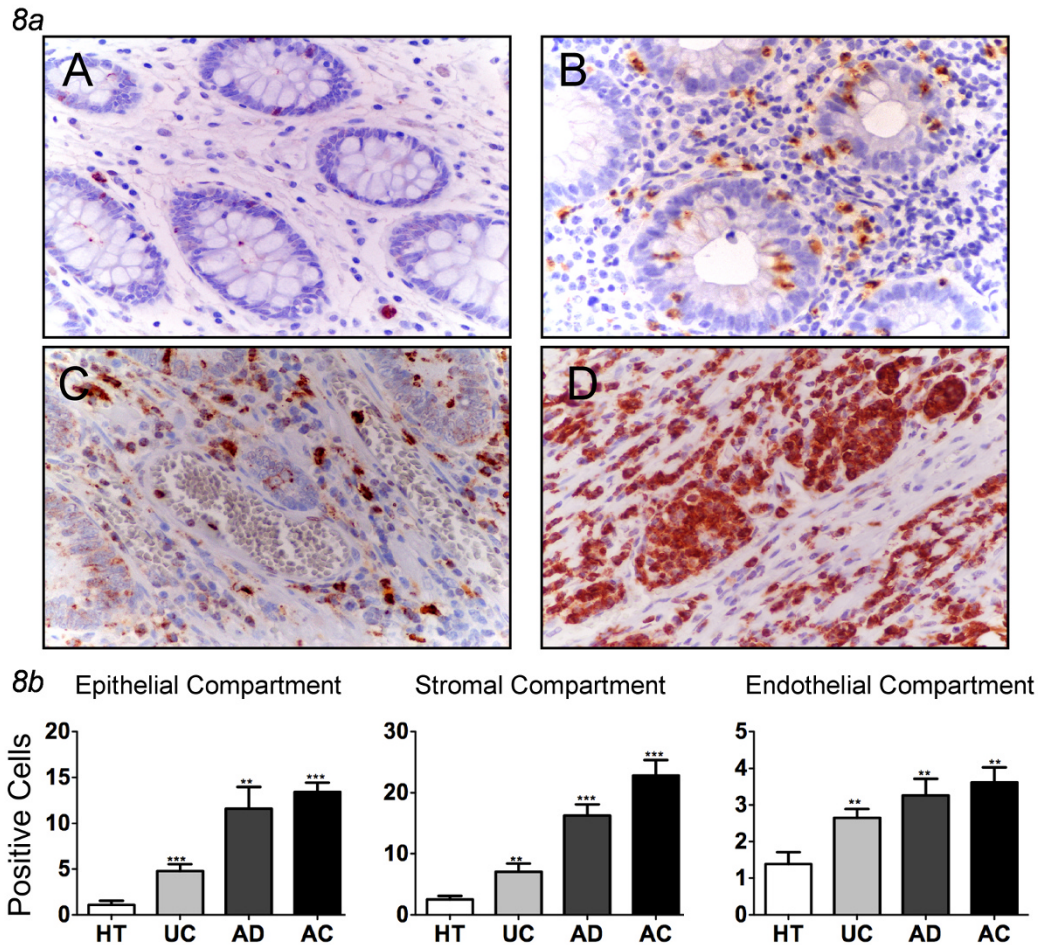 8a
A
B
C
D
8b
Epithelial Compartment
Stromal Compartment
Endothelial Compartment
Positive Cells
20
15
10
5
0
***
**
***
HT UC AD AC
30
20
10
0
**
***
***
HT UC AD AC
5
4
3
2
1
0
**
**
**
HT UC AD AC